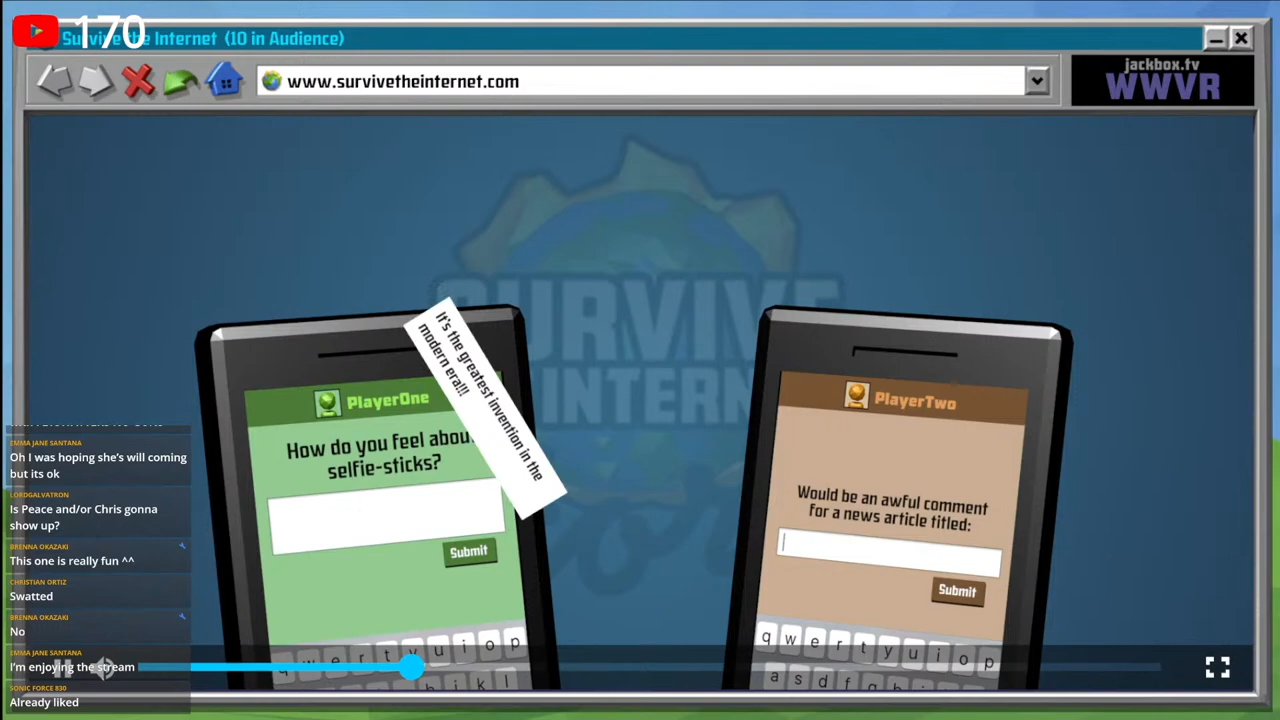 170
Survive the Internet (10 in Audience)
www.survivetheinternet.com
jackbox.tv
WWVR
SURVIVE
INTERNET
It's the greatest invention in the
modern era!!!
PlayerOne
How do you feel about
selfie-sticks?
Submit
q w e r t y u i o p
h j k l
PlayerTwo
Would be an awful comment
for a news article titled:
Submit
q w e r t y u i o p
a s d f g h j k l
EMMA JANE SANTANA
Oh I was hoping she's will coming
but its ok
LORDGALVATRON
Is Peace and/or Chris gonna
show up?
BRENNA OKAZAKI
This one is really fun ^^
CHRISTIAN ORTIZ
Swatted
BRENNA OKAZAKI
No
EMMA JANE SANTANA
I'm enjoying the stream
SONIC FORCE 830
Already liked